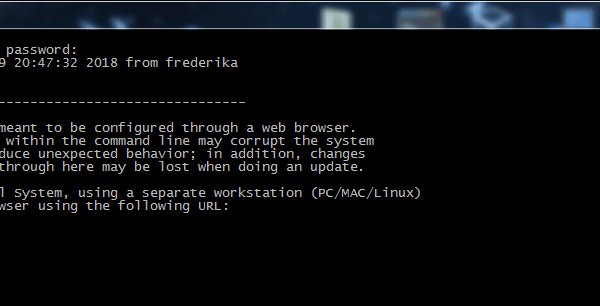 password:
9 20:47:32 2018 from frederika
-------------------------------
meant to be configured through a web browser.
within the command line may corrupt the system
duce unexpected behavior; in addition, changes
through here may be lost when doing an update.
l System, using a separate workstation (PC/MAC/Linux)
wser using the following URL: